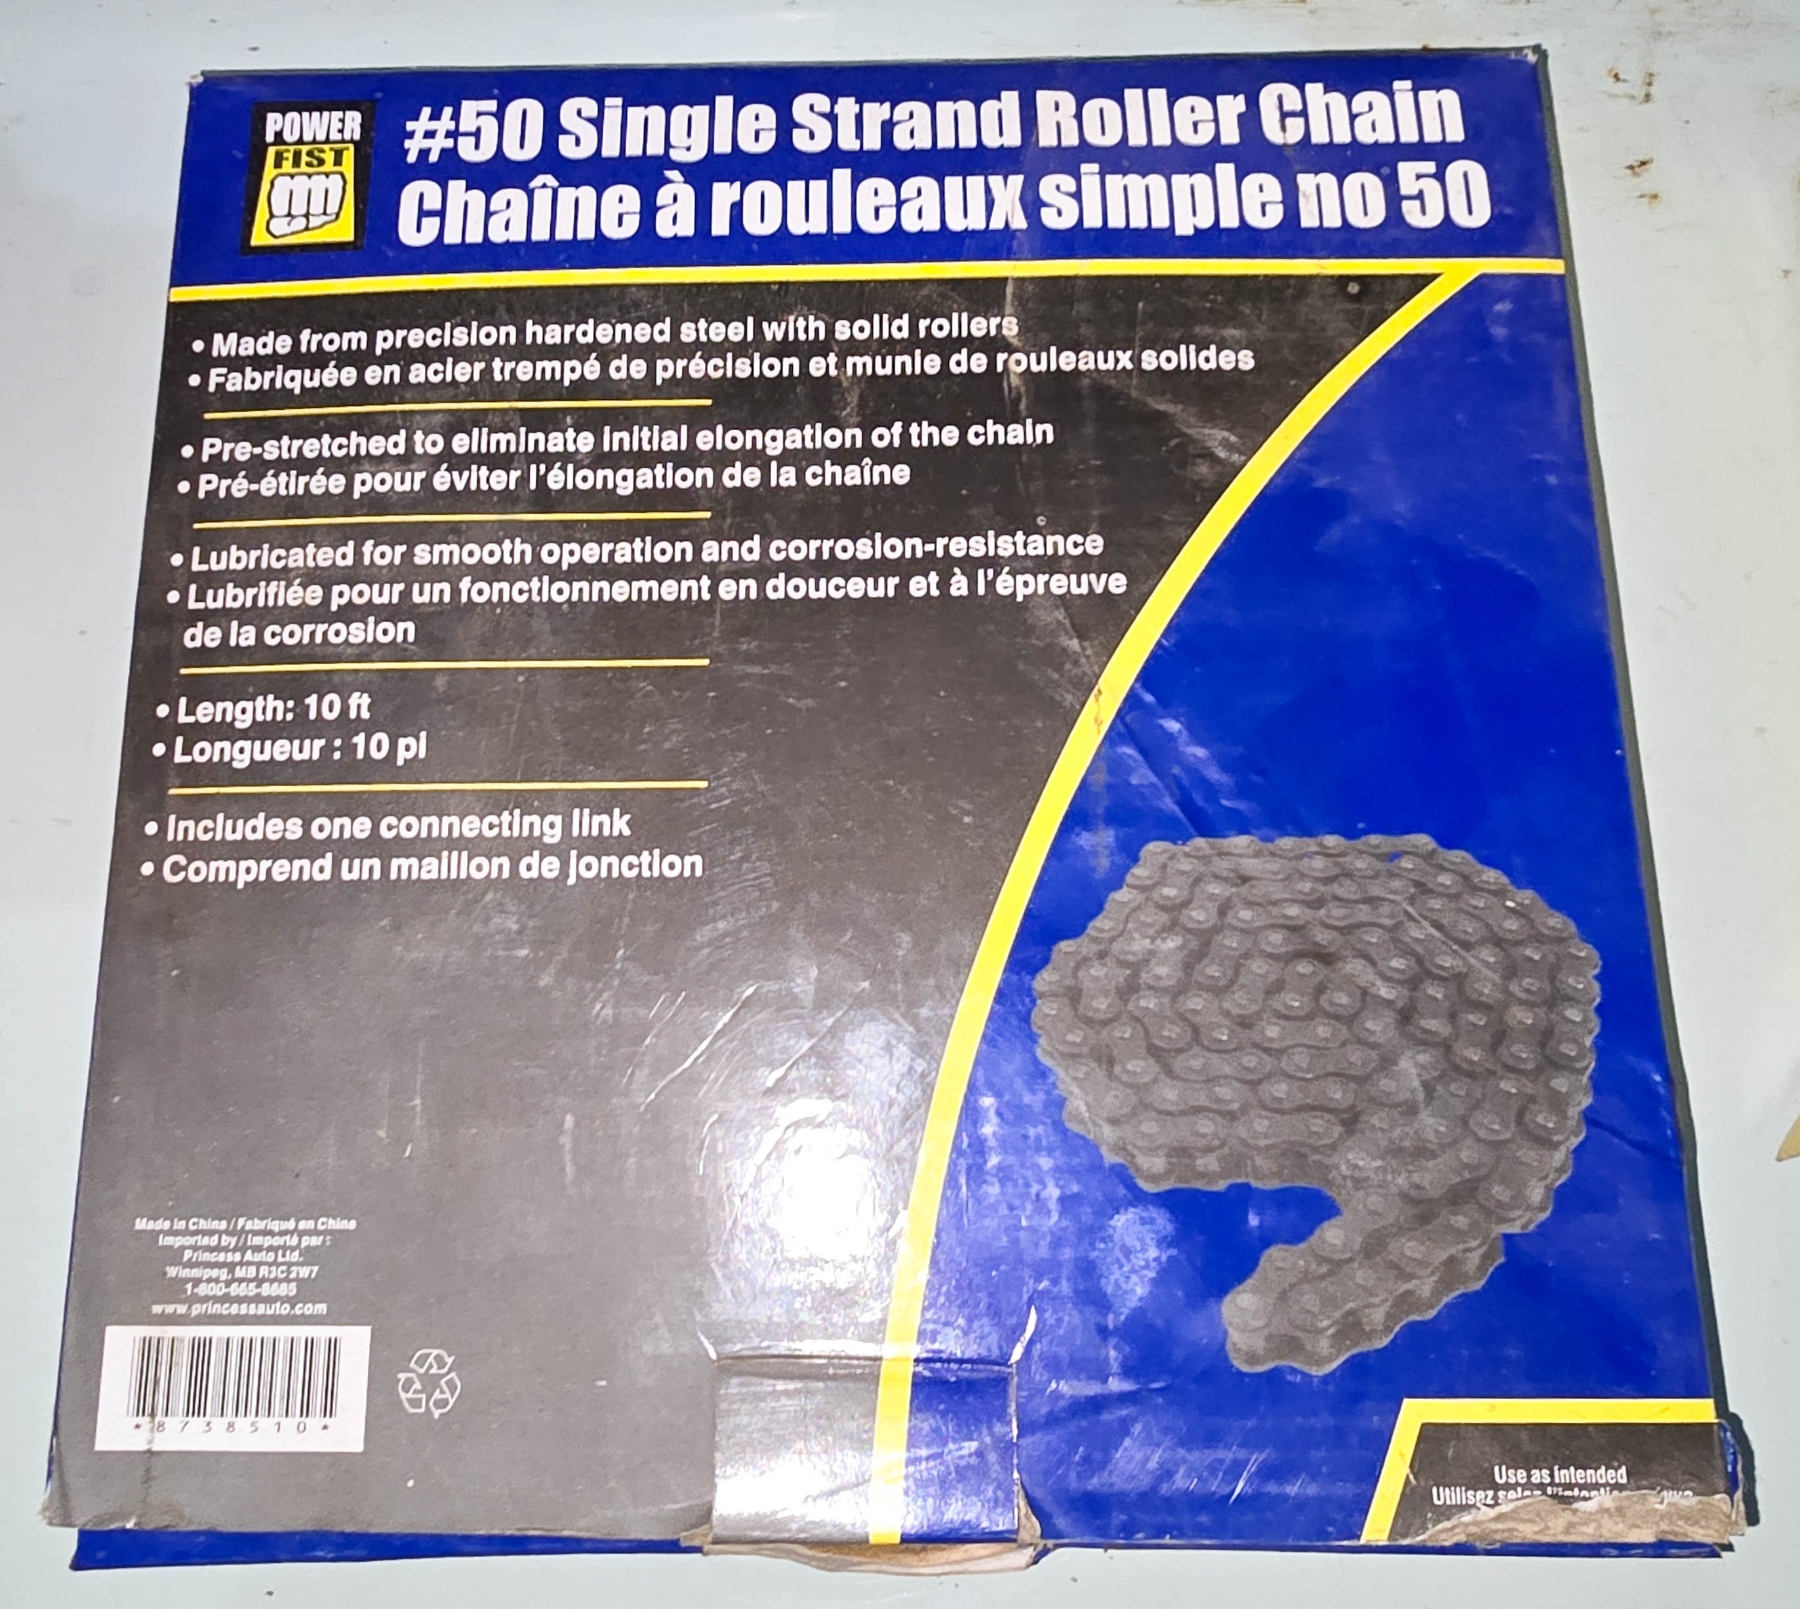 POWER
FIST
#50 Single Strand Roller Chain
Chaîne à rouleaux simple no 50
• Made from precision hardened steel with solid rollers
• Fabriquée en acier trempé de précision et munie de rouleaux solides
• Pre-stretched to eliminate initial elongation of the chain
• Pré-étirée pour éviter l'élongation de la chaîne
• Lubricated for smooth operation and corrosion-resistance
• Lubrifiée pour un fonctionnement en douceur et à l'épreuve
de la corrosion
• Length: 10 ft
• Longueur : 10 pi
• Includes one connecting link
• Comprend un maillon de jonction
Made in China / Fabriqué en Chine
Imported by / Importé par :
Princess Auto Ltd.
Winnipeg, MB R3C 2W7
1-800-665-8685
www.princessauto.com
*8738510*
Use as intended
Utilisez selon